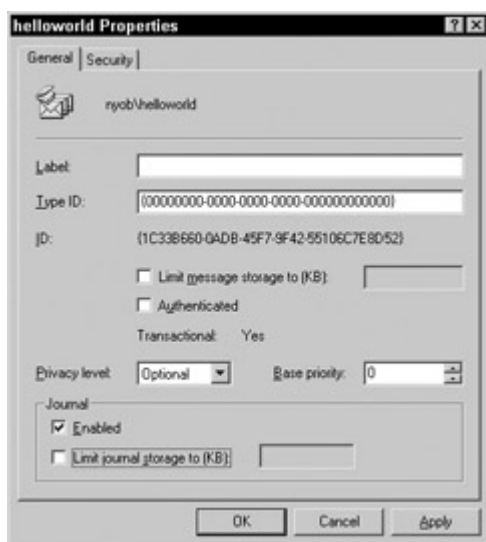 helloworld Properties
General Security
nyob\helloworld
Label:
Type ID: {00000000-0000-0000-0000-000000000000}
ID: {1C33B660-0ADB-45F7-9F42-55106C7E8D52}
Limit message storage to (KB):
Authenticated
Transactional: Yes
Privacy level: Optional Base priority: 0
Journal
Enabled
Limit journal storage to (KB):
OK Cancel Apply